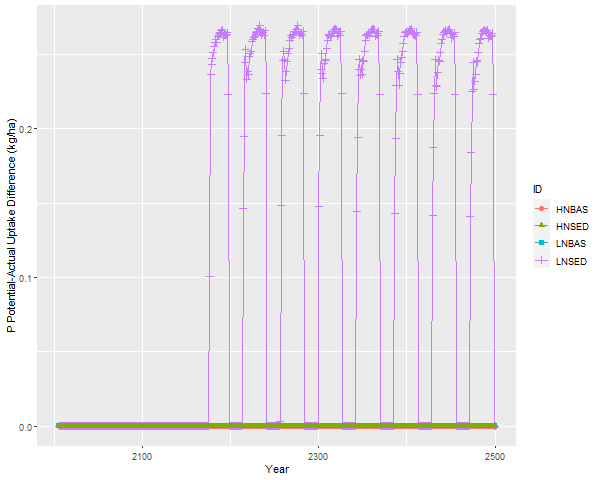 P Potential-Actual Uptake Difference (kg/ha)
0.2
0.1
0.0
2100
2300
2500
Year
ID
HNBAS
HNSED
LNBAS
LNSED